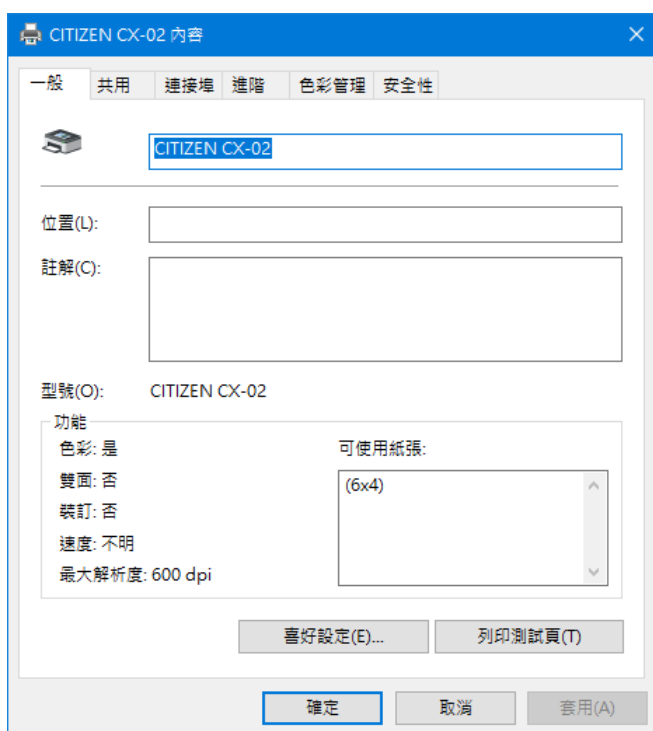 CITIZEN CX-02 內容
一般 共用 連接埠 進階 色彩管理 安全性
CITIZEN CX-02
位置(L):
註解(C):
型號(O): CITIZEN CX-02
功能
色彩: 是 可使用紙張:
雙面: 否 (6x4)
裝訂: 否
速度: 不明
最大解析度: 600 dpi
喜好設定(E)... 列印測試頁(T)
確定 取消 套用(A)